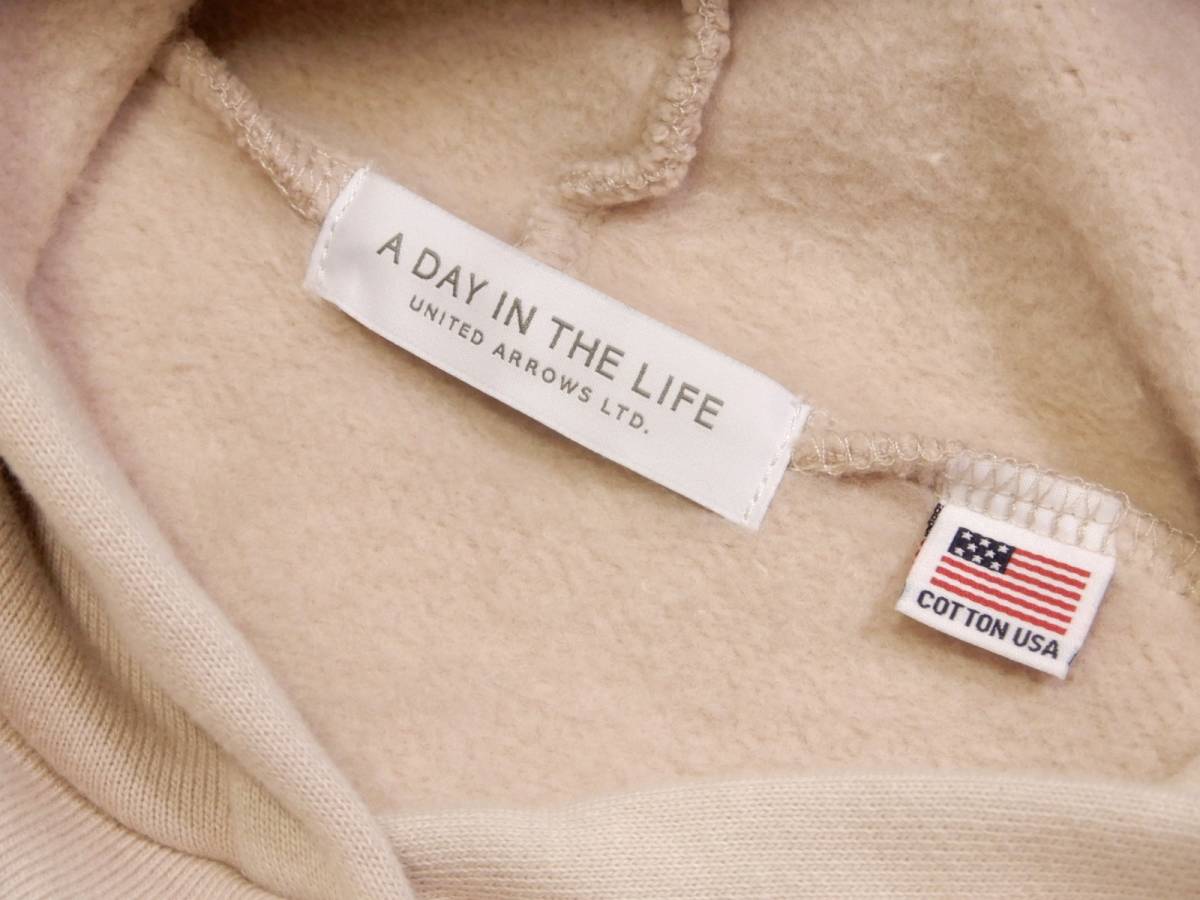 A DAY IN THE LIFE
UNITED ARROWS LTD.
COTTON USA